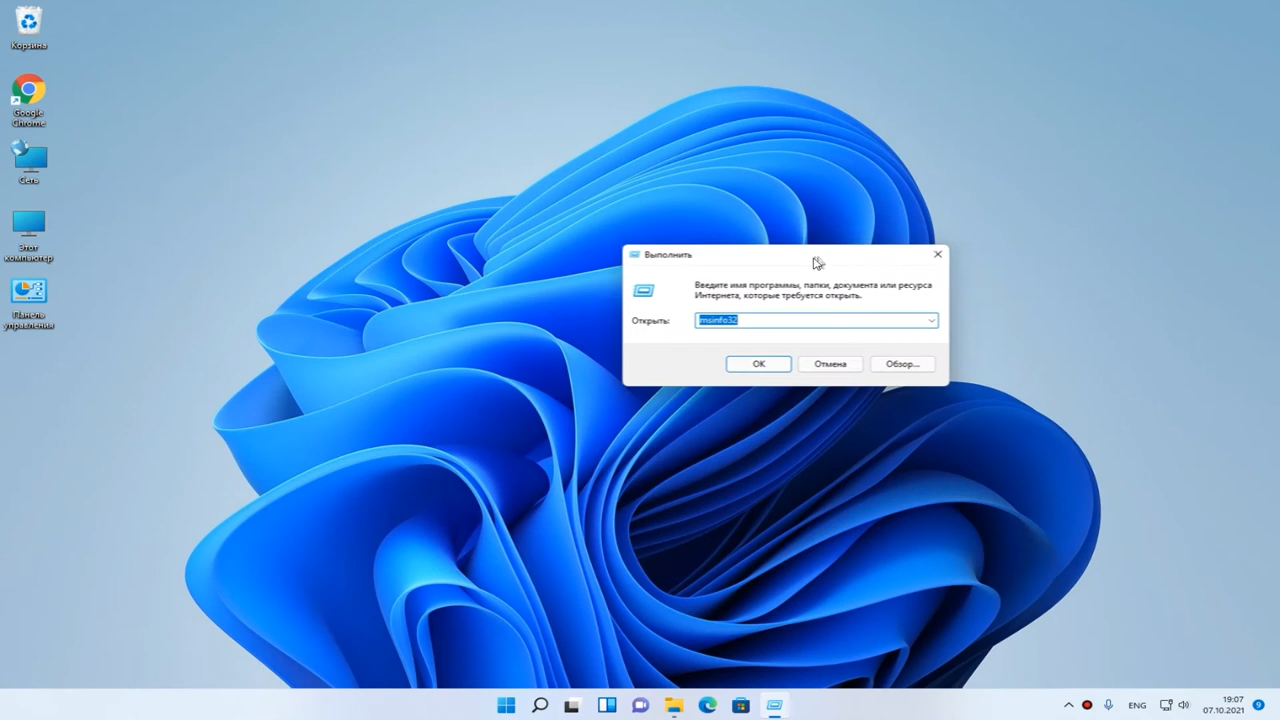 Корзина
Google
Chrome
Сеть
Этот
компьютер
Панель
управления
Выполнить
Введите имя программы, папки, документа или ресурса
Интернета, которые требуется открыть.
Открыть:
msinfo32
ОК
Отмена
Обзор...
ENG
19:07
07.10.2021
9